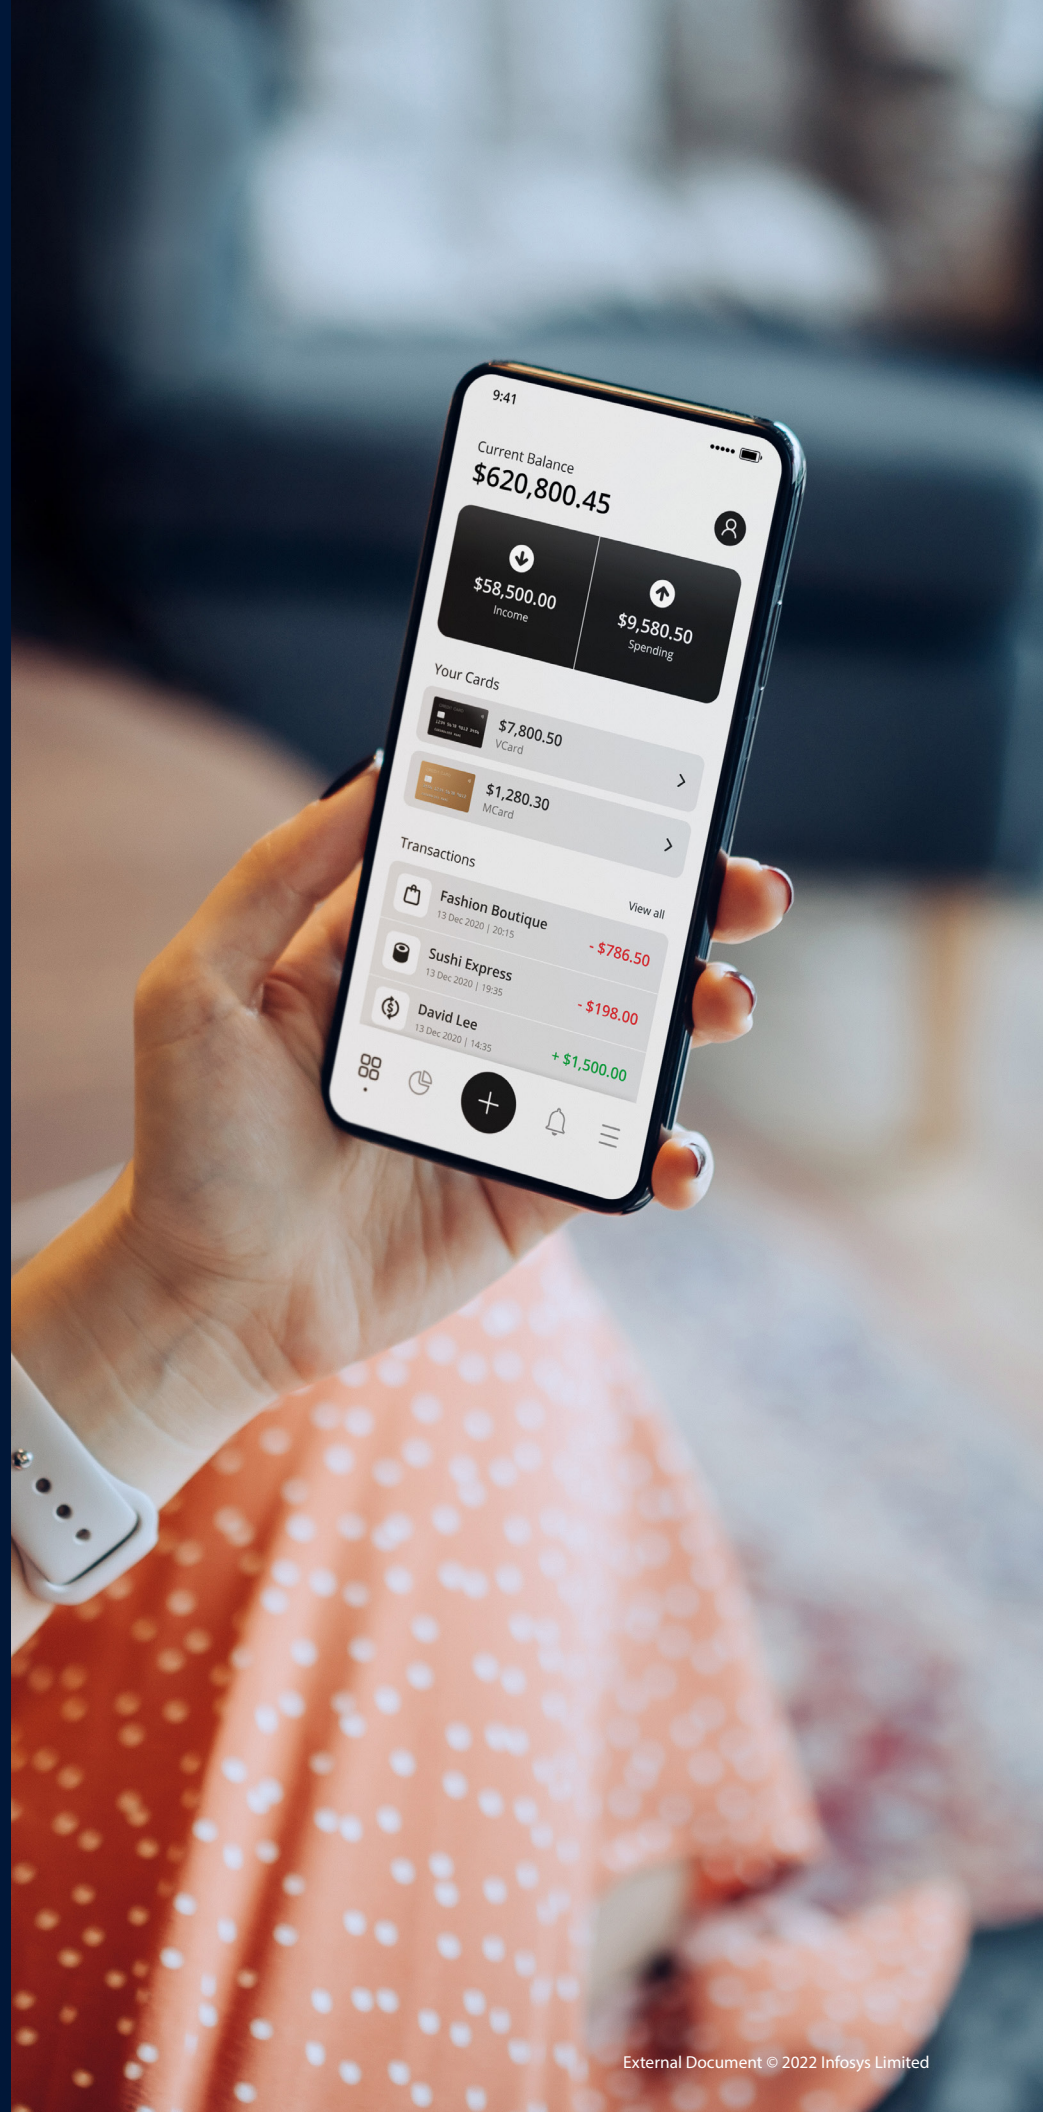 9:41
Current Balance
$620,800.45
$58,500.00
Income
$9,580.50
Spending
Your Cards
$7,800.50
VCard
$1,280.30
MCard
Transactions
View all
Fashion Boutique
13 Dec 2020 | 20:15
- $786.50
Sushi Express
13 Dec 2020 | 19:35
- $198.00
David Lee
13 Dec 2020 | 14:35
+ $1,500.00
External Document © 2022 Infosys Limited